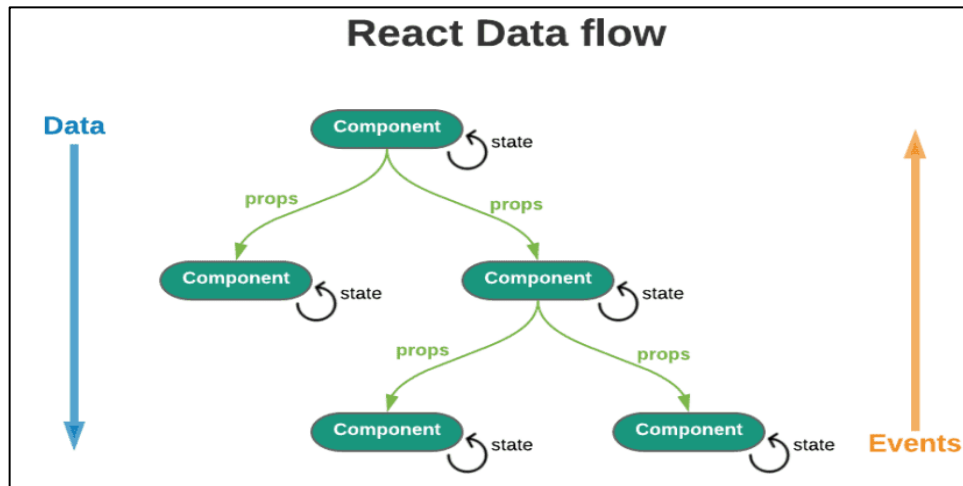 React Data flow
Data
Component
state
props
props
Component
state
Component
state
props
props
Component
state
Component
state
Events